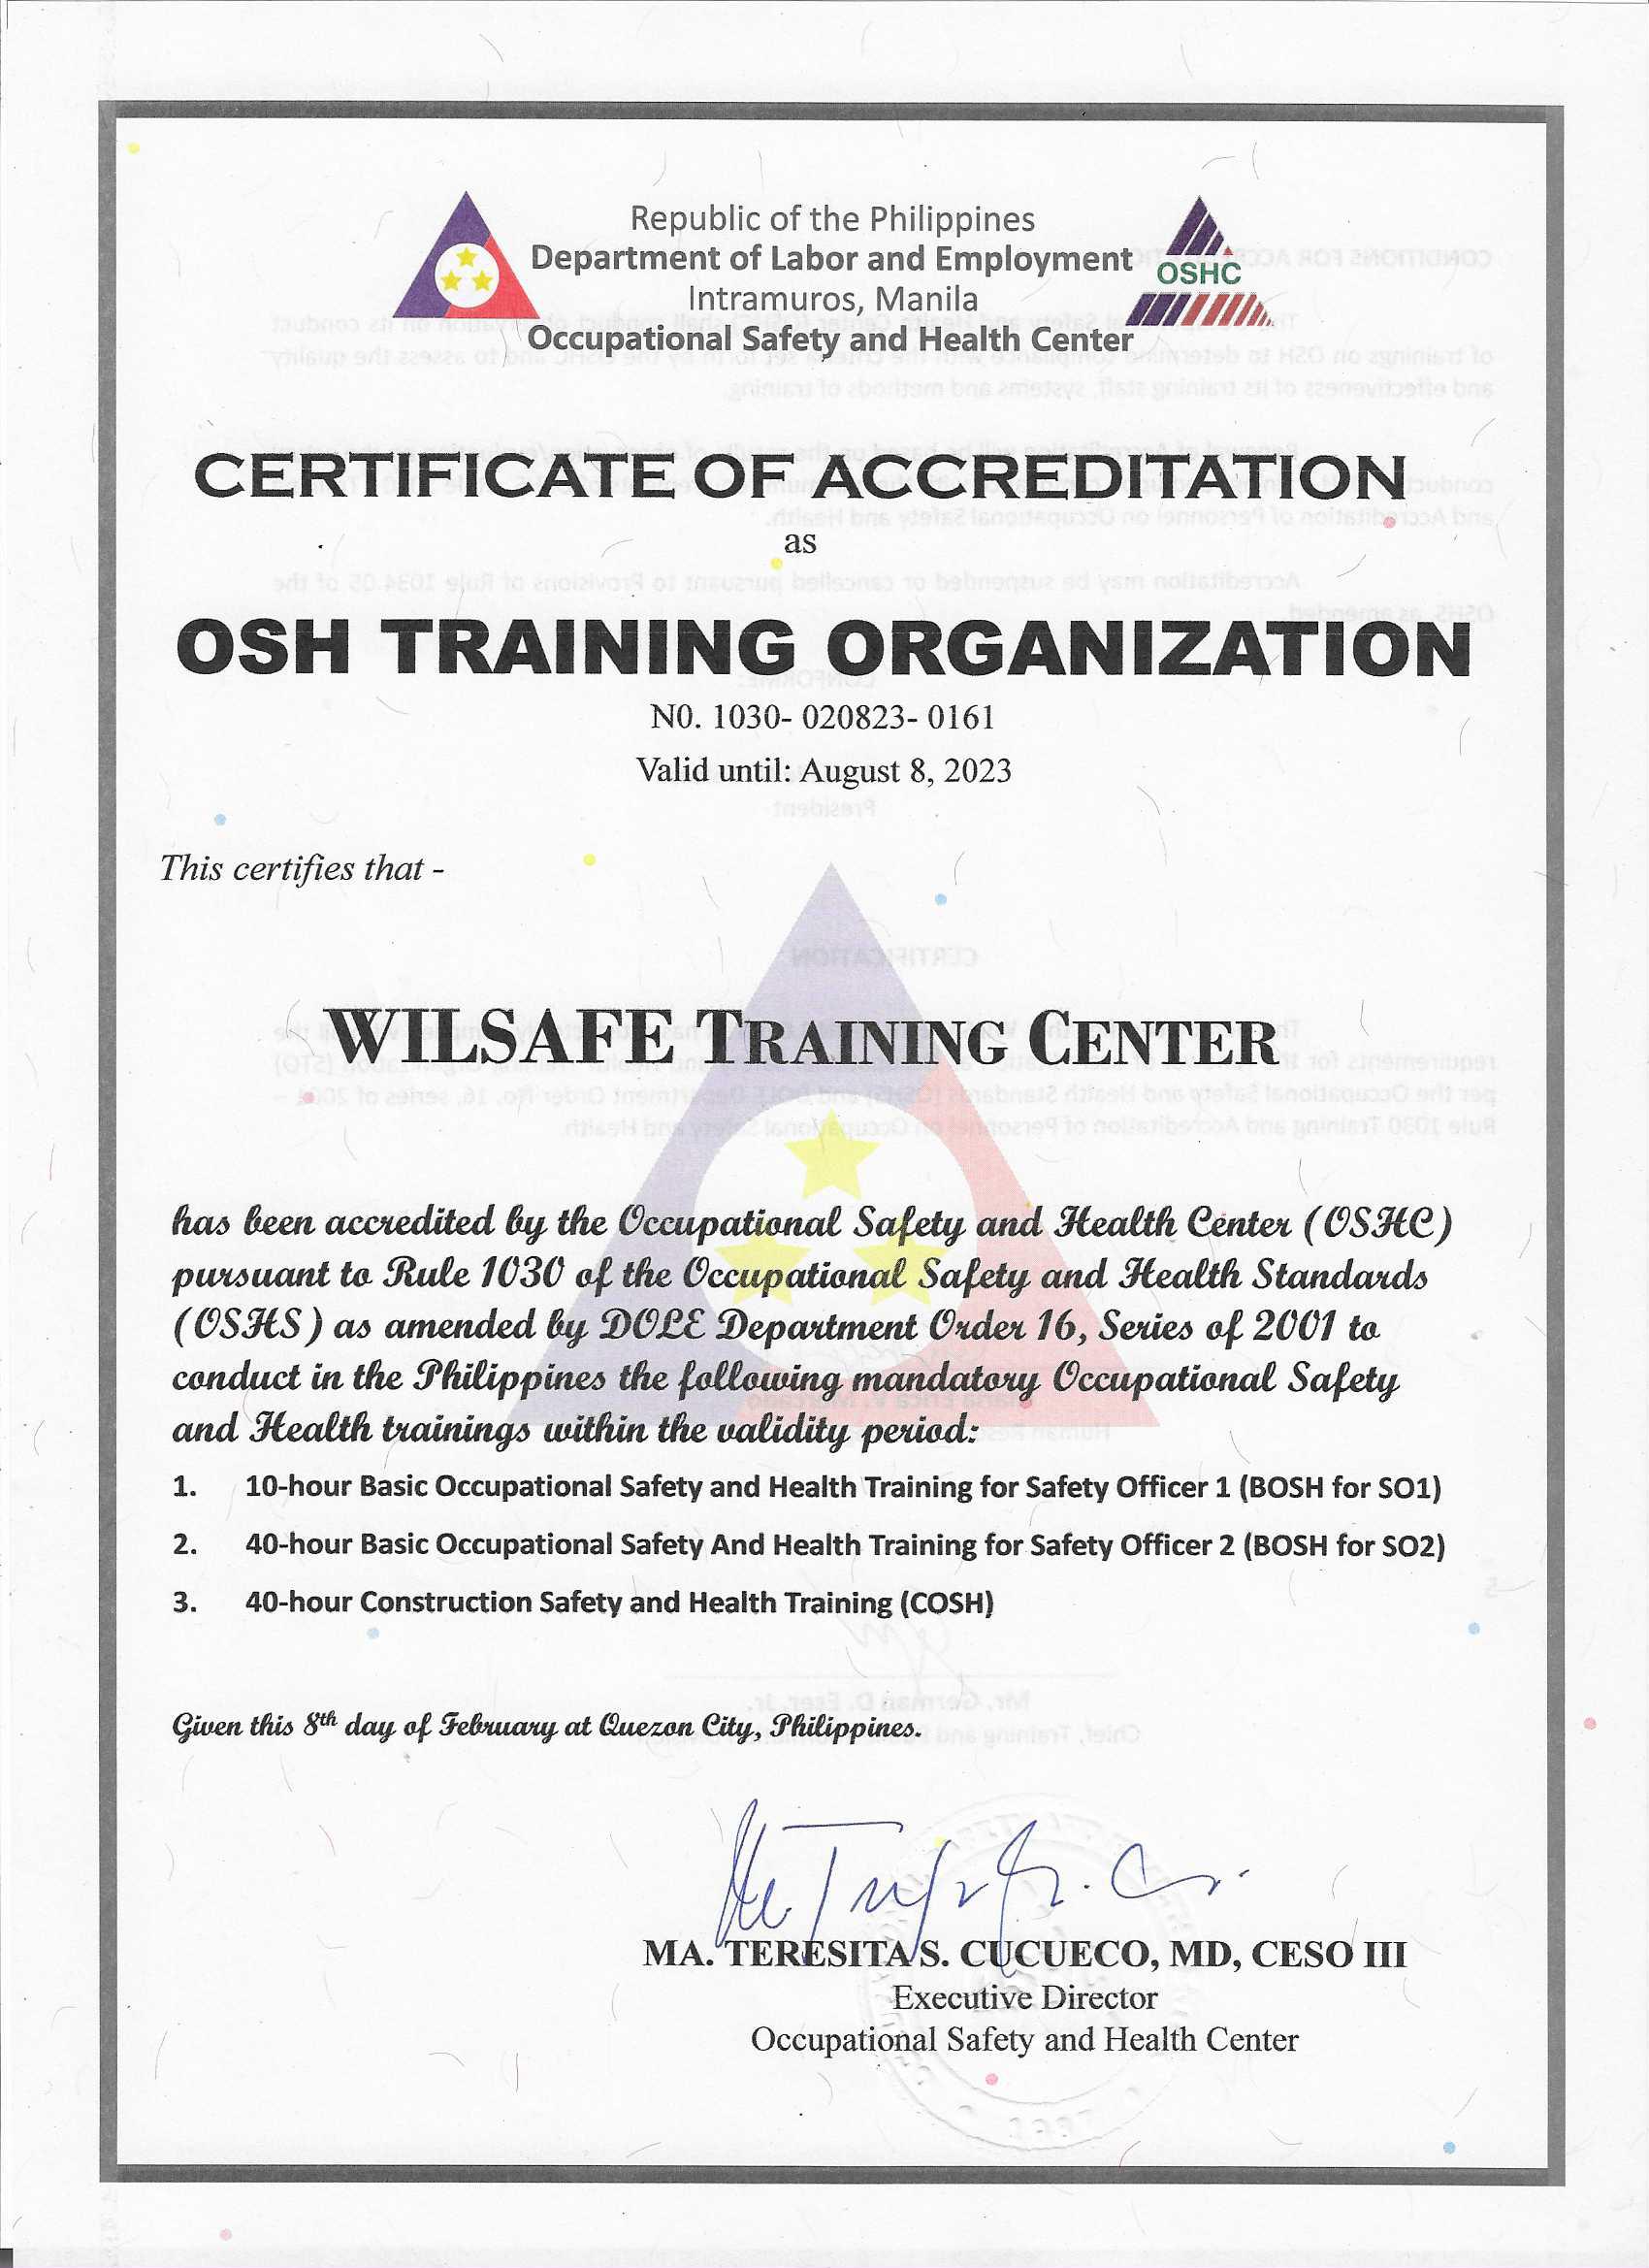 Republic of the Philippines
Department of Labor and Employment
OSHC
Intramuros, Manila
Occupational Safety and Health Center
CERTIFICATE OF ACCREDITATION
as
OSH TRAINING ORGANIZATION
N0. 1030- 020823- 0161
Valid until: August 8, 2023
This certifies that -
WILSAFE TRAINING CENTER
has been accredited by the Occupational Safety and Health Center (OSHC)
pursuant to Rule 1030 of the Occupational Safety and Health Standards
(OSHS) as amended by DOLE Department Order 16, Series of 2001 to
conduct in the Philippines the following mandatory Occupational Safety
and Health trainings within the validity period:
1. 10-hour Basic Occupational Safety and Health Training for Safety Officer 1 (BOSH for SO1)
2. 40-hour Basic Occupational Safety And Health Training for Safety Officer 2 (BOSH for SO2)
3. 40-hour Construction Safety and Health Training (COSH)
Given this 8th day of February at Quezon City, Philippines.
MA. TERESITA S. CUCUECO, MD, CESO III
Executive Director
Occupational Safety and Health Center